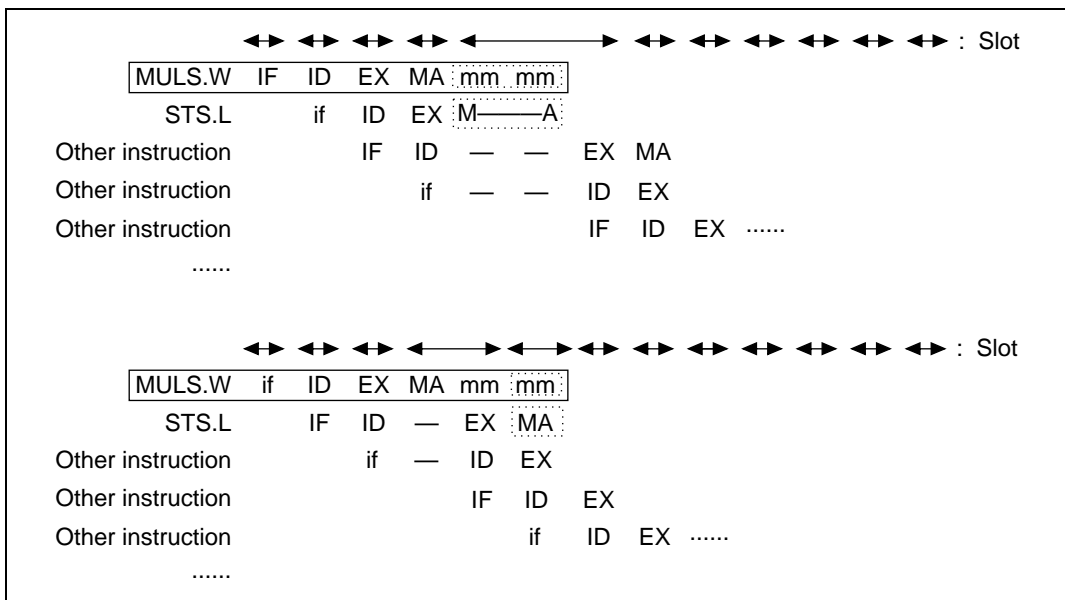 : Slot
MULS.W IF ID EX MA mm mm
STS.L if ID EX M———A
Other instruction IF ID — — EX MA
Other instruction if — — ID EX
Other instruction IF ID EX ······
······
: Slot
MULS.W if ID EX MA mm mm
STS.L IF ID — EX MA
Other instruction if — ID EX
Other instruction IF ID EX
Other instruction if ID EX ······
······